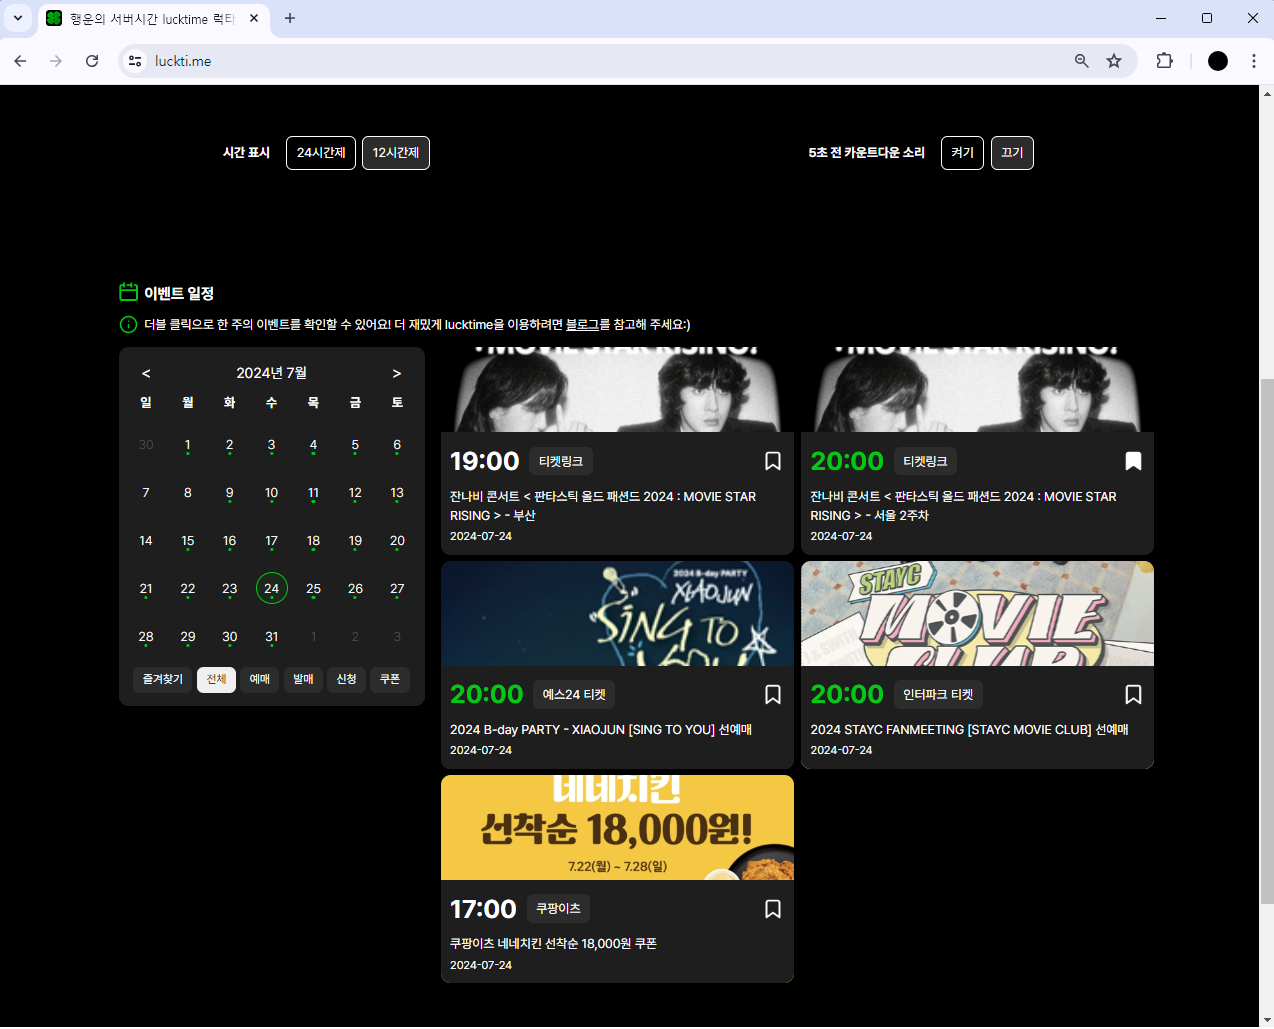 행운의 서버시간 lucktime 럭타
luckti.me
시간 표시 24시간제 12시간제
5초 전 카운트다운 소리 켜기 끄기
이벤트 일정
더블 클릭으로 한 주의 이벤트를 확인할 수 있어요! 더 재밌게 lucktime을 이용하려면 블로그를 참고해 주세요:)
< 2024년 7월 >
일 월 화 수 목 금 토
30 1 2 3 4 5 6
7 8 9 10 11 12 13
14 15 16 17 18 19 20
21 22 23 24 25 26 27
28 29 30 31 1 2 3
즐겨찾기 전체 예매 발매 신청 쿠폰
MOVIE STAR RISING?
19:00 티켓링크
잔나비 콘서트 < 판타스틱 올드 패션드 2024 : MOVIE STAR
RISING > - 부산
2024-07-24
MOVIE STAR RISING?
20:00 티켓링크
잔나비 콘서트 < 판타스틱 올드 패션드 2024 : MOVIE STAR
RISING > - 서울 2주차
2024-07-24
2024 B-day PARTY
XIAOJUN
SING TO
YOU
20:00 예스24 티켓
2024 B-day PARTY - XIAOJUN [SING TO YOU] 선예매
2024-07-24
STAYC
MOVIE
CLUB
20:00 인터파크 티켓
2024 STAYC FANMEETING [STAYC MOVIE CLUB] 선예매
2024-07-24
네네치킨
선착순 18,000원!
7.22(월) ~ 7.28(일)
17:00 쿠팡이츠
쿠팡이츠 네네치킨 선착순 18,000원 쿠폰
2024-07-24